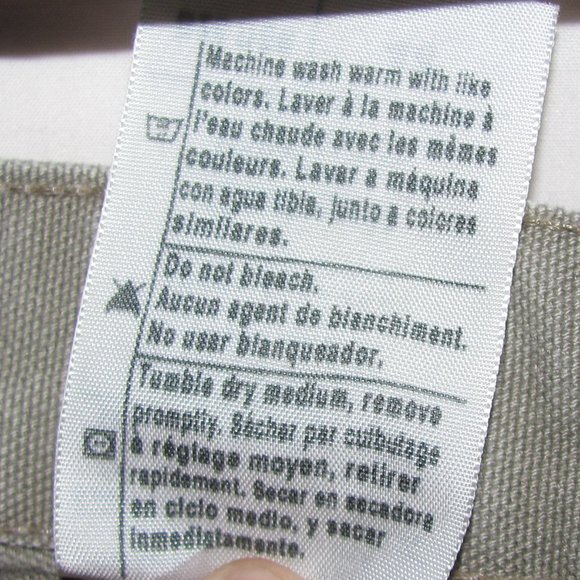 Machine wash warm with like
colors. Laver à la machine à
l'eau chaude avec les mêmes
couleurs. Lavar a máquina
con agua tibia, junto a colores
similares.
Do not bleach.
Aucun agent de blanchiment.
No usar blanqueador.
Tumble dry medium, remove
promptly. Sécher par culbutage
à réglage moyen, retirer
rapidement. Secar en secadora
en ciclo medio, y sacar
inmediatamente.